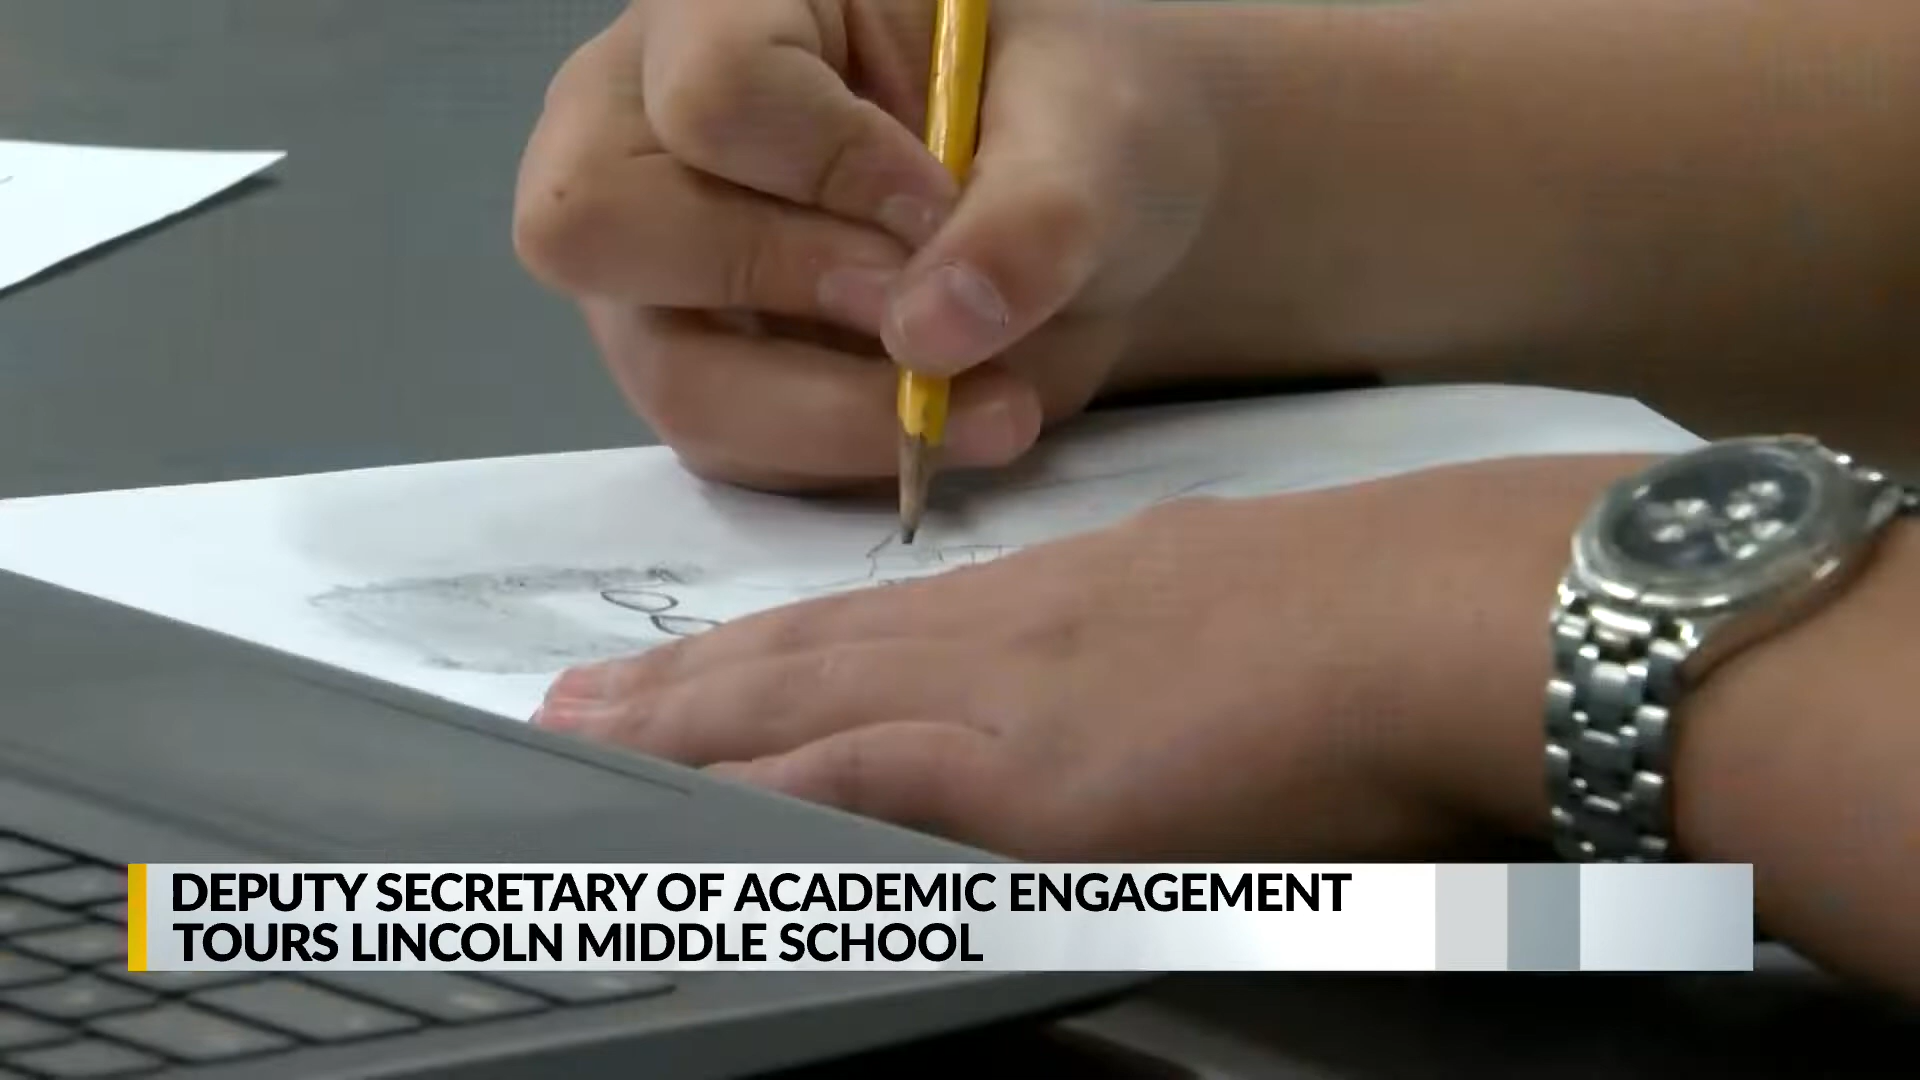 DEPUTY SECRETARY OF ACADEMIC ENGAGEMENT
TOURS LINCOLN MIDDLE SCHOOL